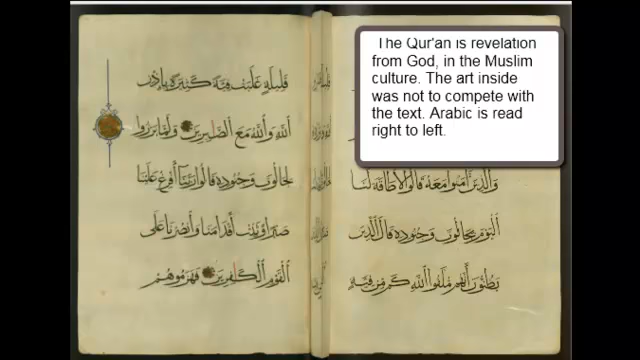 The Qur'an is revelation
from God, in the Muslim
culture. The art inside
was not to compete with
the text. Arabic is read
right to left.
والذين آمنوا معه قالوا لا طاقة لنا
اليوم بجالوت وجنوده قال الذين
يظنون أنهم ملقوا الله كم من فئة
قليلة غلبت فئة كثيرة بإذن
الله والله مع الصبرين ولما برزوا
لجالوت وجنوده قالوا ربنا أفرغ علينا
صبرا وثبت أقدامنا وانصرنا على
القوم الكفرين فهزموهم